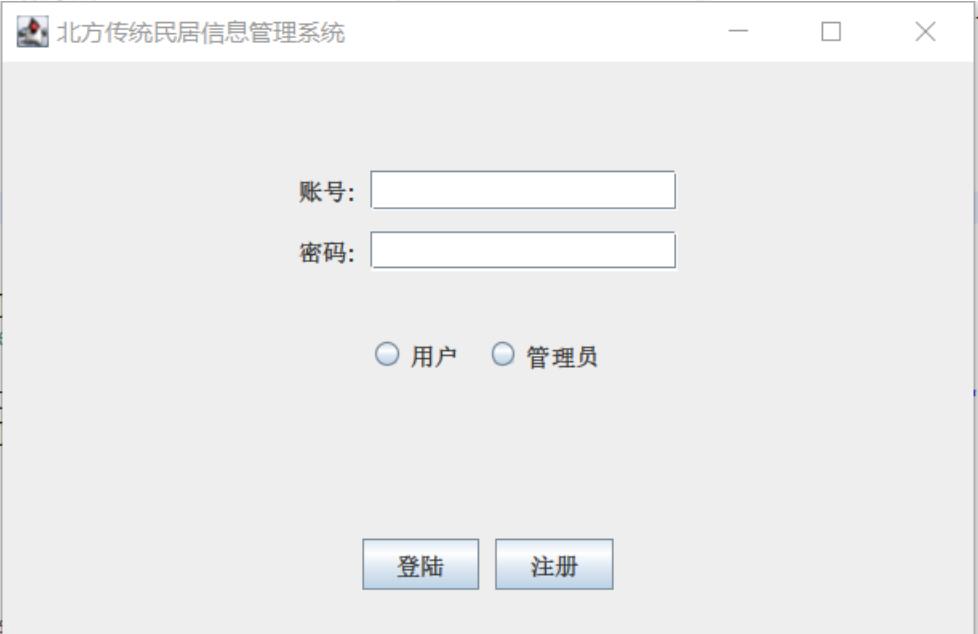 北方传统民居信息管理系统
账号:
密码:
用户 管理员
登陆 注册